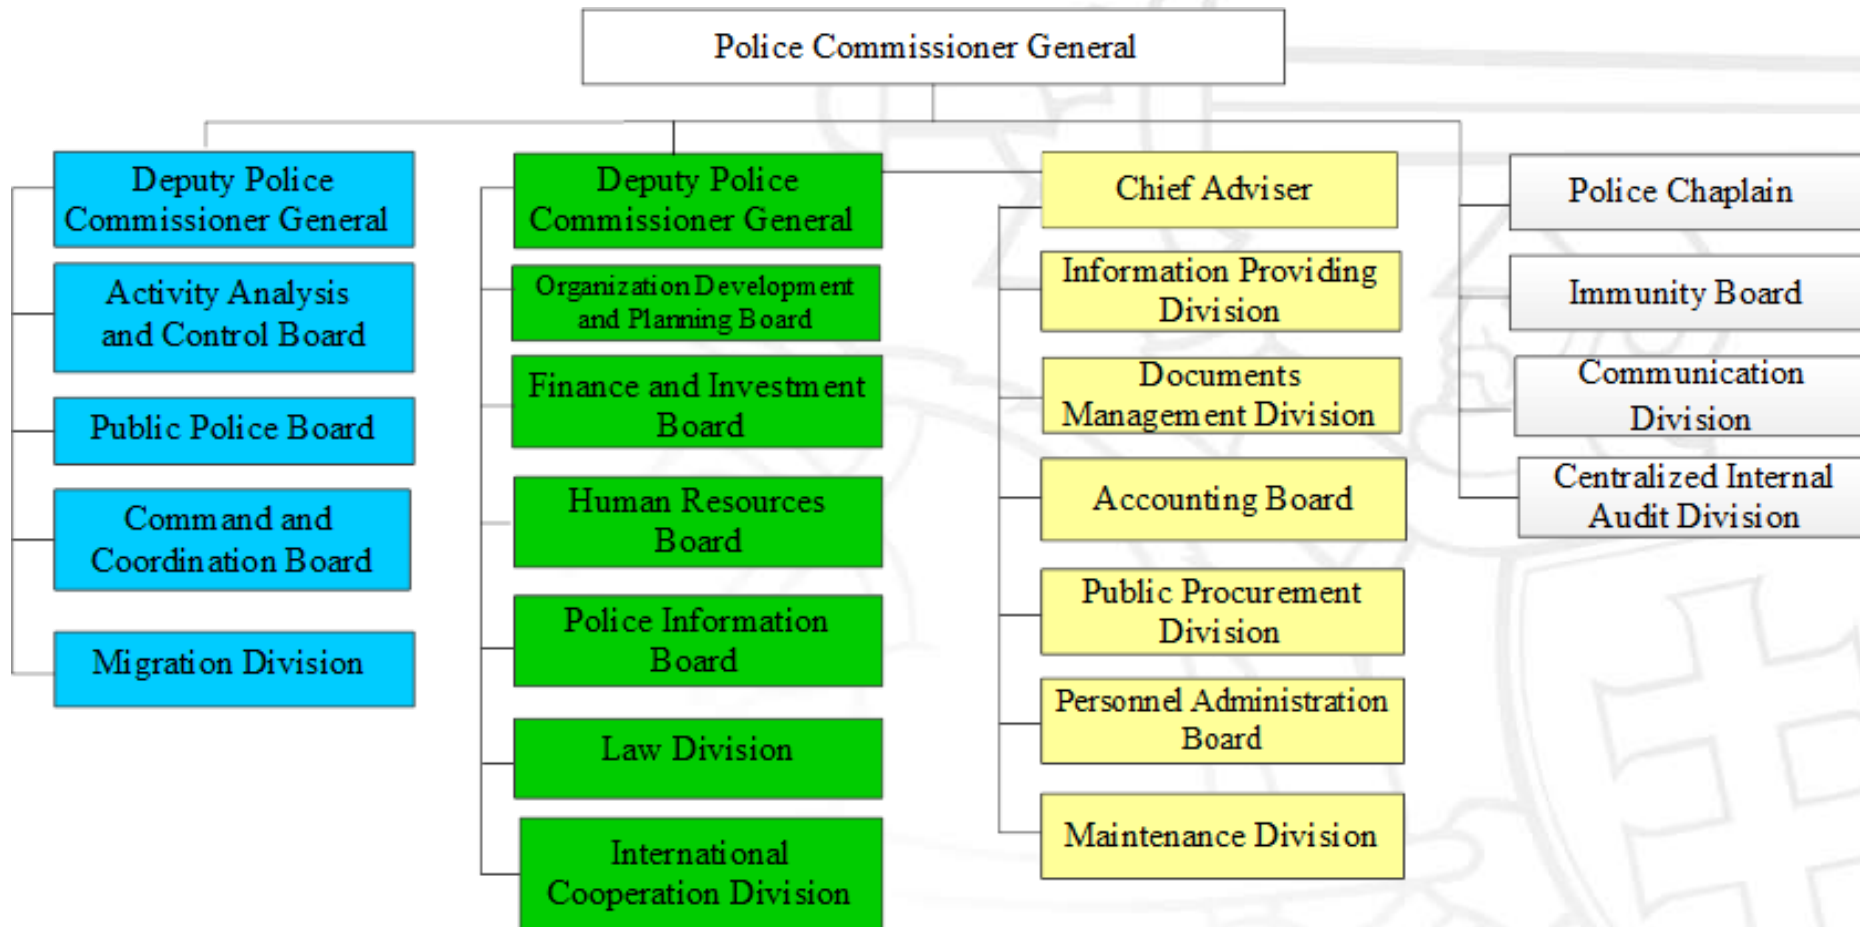 Police Commissioner General
Deputy Police
Commissioner General
Activity Analysis
and Control Board
Public Police Board
Command and
Coordination Board
Migration Division
Deputy Police
Commissioner General
Organization Development
and Planning Board
Finance and Investment
Board
Human Resources
Board
Police Information
Board
Law Division
International
Cooperation Division
Chief Adviser
Information Providing
Division
Documents
Management Division
Accounting Board
Public Procurement
Division
Personnel Administration
Board
Maintenance Division
Police Chaplain
Immunity Board
Communication
Division
Centralized Internal
Audit Division